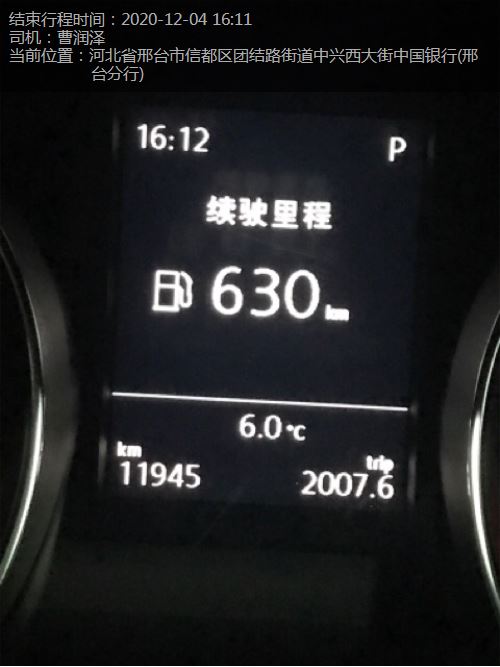 结束行程时间：2020-12-04 16:11
司机：曹润泽
当前位置：河北省邢台市信都区团结路街道中兴西大街中国银行(邢
台分行)
16:12 P
续驶里程
630 km
6.0 °C
km trip
11945 2007.6